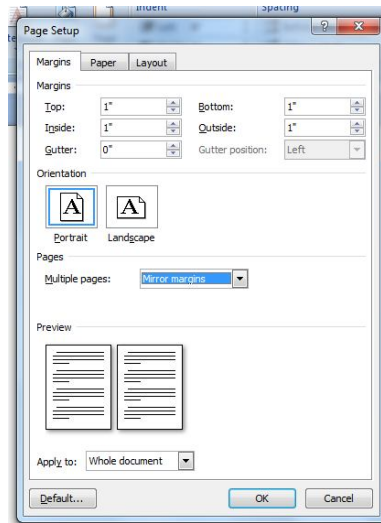 Indent Spacing
Page Setup
Margins Paper Layout
Margins
Top: 1" Bottom: 1"
Inside: 1" Outside: 1"
Gutter: 0" Gutter position: Left
Orientation
A A
Portrait Landscape
Pages
Multiple pages: Mirror margins
Preview
Apply to: Whole document
Default... OK Cancel